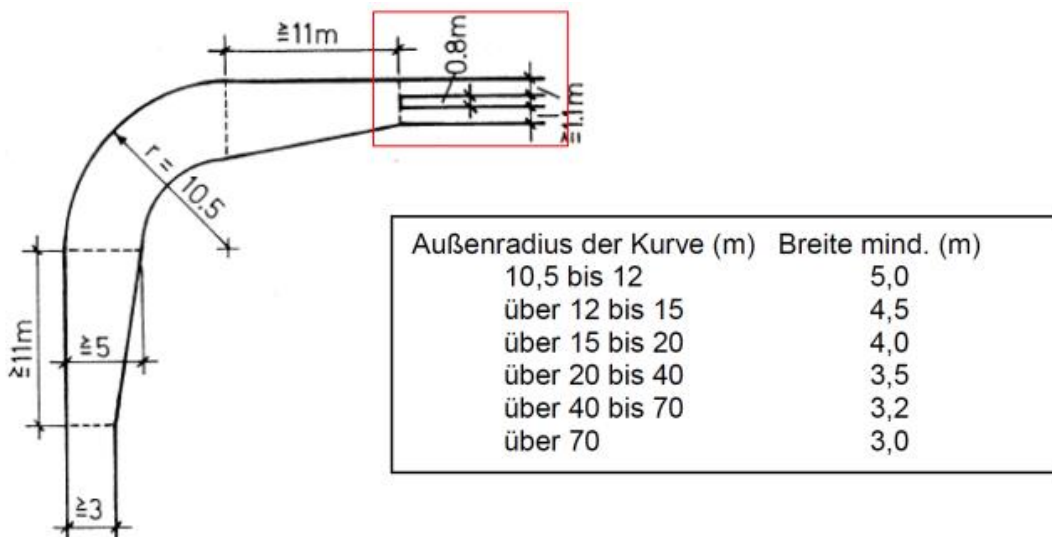 ≧11m
0.8m
≧1.1m
r = 10.5
≧11m
≧5
≧3
Außenradius der Kurve (m) Breite mind. (m)
10,5 bis 12 5,0
über 12 bis 15 4,5
über 15 bis 20 4,0
über 20 bis 40 3,5
über 40 bis 70 3,2
über 70 3,0